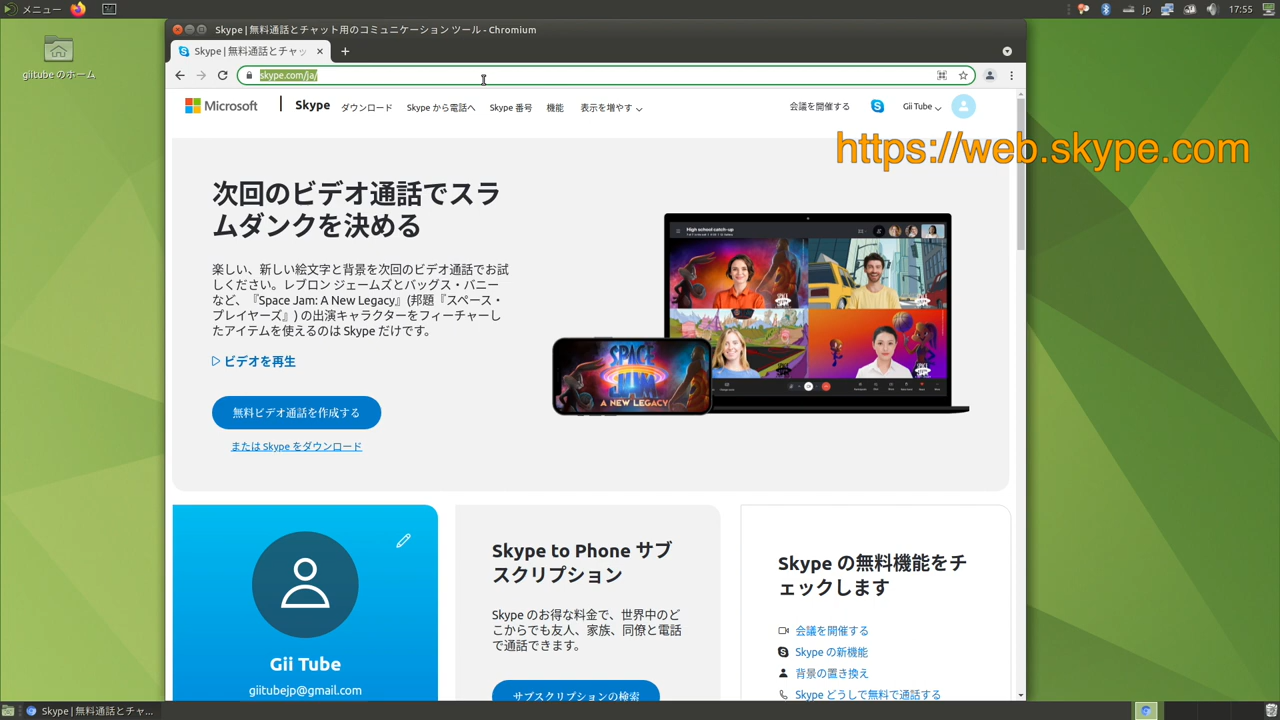 メニュー
jp
17:55
giitube のホーム
Skype | 無料通話とチャット用のコミュニケーション ツール - Chromium
Skype | 無料通話とチャッ
skype.com/ja/
Microsoft
Skype
ダウンロード
Skype から電話へ
Skype 番号
機能
表示を増やす
会議を開催する
Gii Tube
https://web.skype.com
次回のビデオ通話でスラ
ムダンクを決める
楽しい、新しい絵文字と背景を次回のビデオ通話でお試
しください。レブロン ジェームズとバッグス・バニー
など、『Space Jam: A New Legacy』(邦題『スペース・
プレイヤーズ』) の出演キャラクターをフィーチャーし
たアイテムを使えるのは Skype だけです。
ビデオを再生
無料ビデオ通話を作成する
または Skype をダウンロード
High school catch-up
SPACE
JAM
A NEW LEGACY
Gii Tube
giitubejp@gmail.com
Skype to Phone サブ
スクリプション
Skype のお得な料金で、世界中のど
こからでも友人、家族、同僚と電話
で通話できます。
サブスクリプションの検索
Skype の無料機能をチ
ェックします
会議を開催する
Skype の新機能
背景の置き換え
Skype どうしで無料で通話する
Skype | 無料通話とチャ...